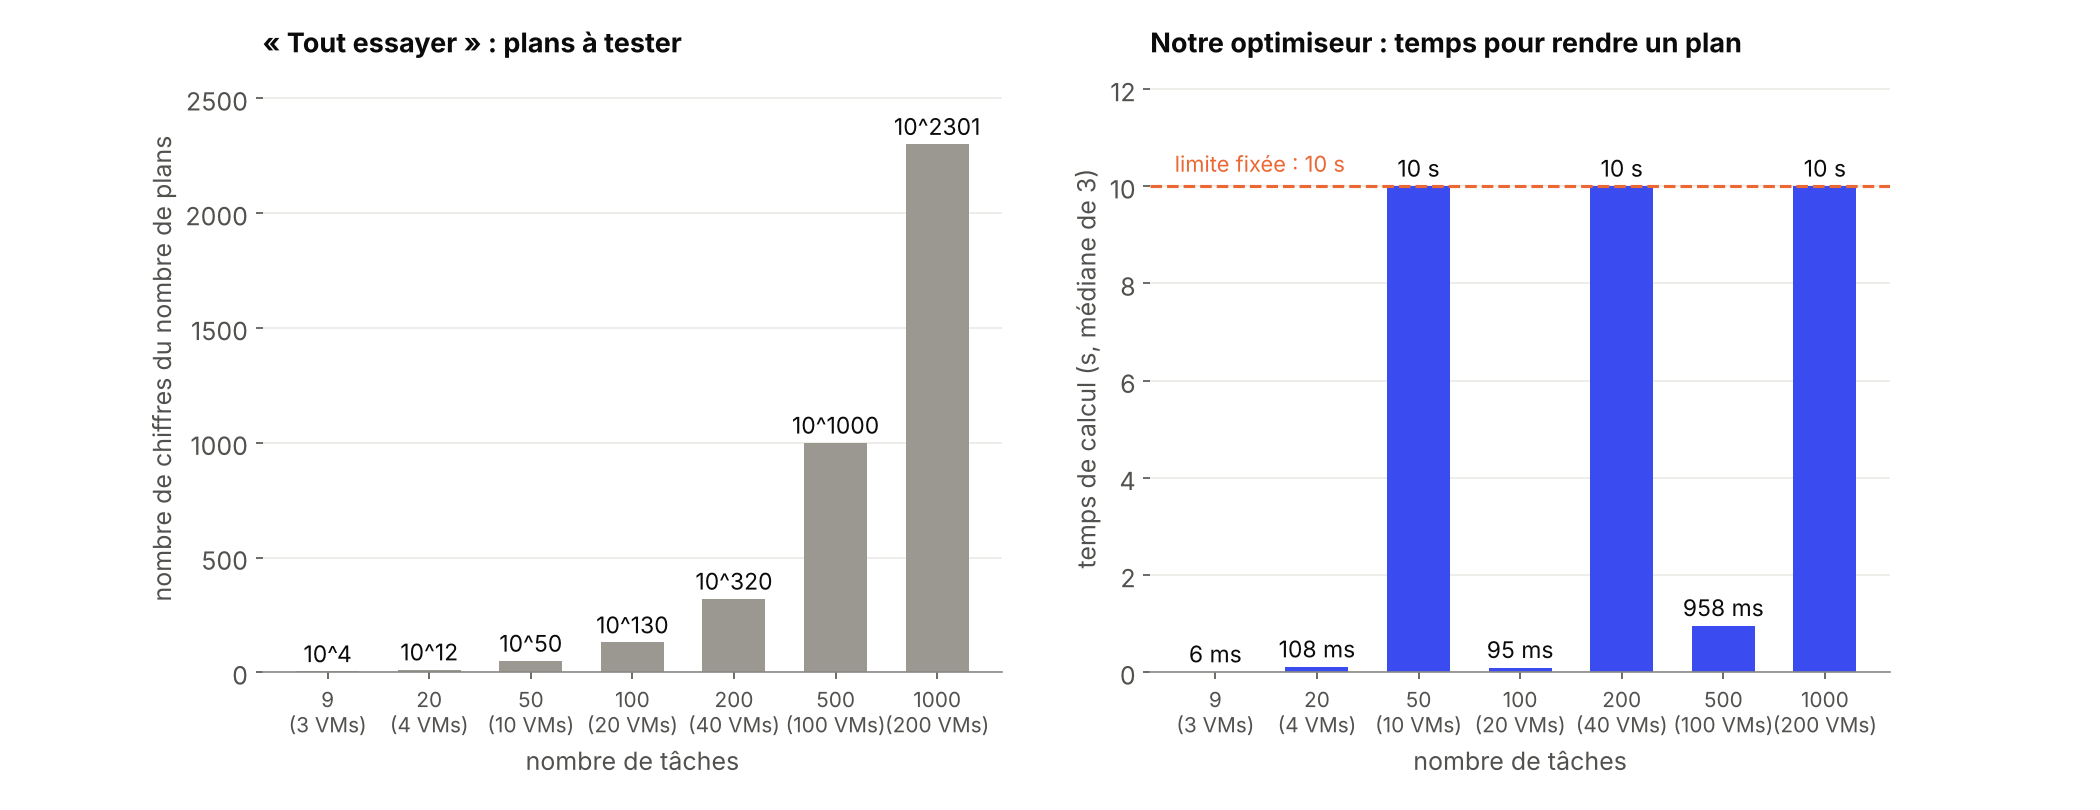 « Tout essayer » : plans à tester
nombre de chiffres du nombre de plans
2500
2000
1500
1000
500
0
10^4
10^12
10^50
10^130
10^320
10^1000
10^2301
9
(3 VMs)
20
(4 VMs)
50
(10 VMs)
100
(20 VMs)
200
(40 VMs)
500
(100 VMs)
1000
(200 VMs)
nombre de tâches
Notre optimiseur : temps pour rendre un plan
temps de calcul (s, médiane de 3)
12
10
8
6
4
2
0
limite fixée : 10 s
6 ms
108 ms
10 s
95 ms
10 s
958 ms
10 s
9
(3 VMs)
20
(4 VMs)
50
(10 VMs)
100
(20 VMs)
200
(40 VMs)
500
(100 VMs)
1000
(200 VMs)
nombre de tâches